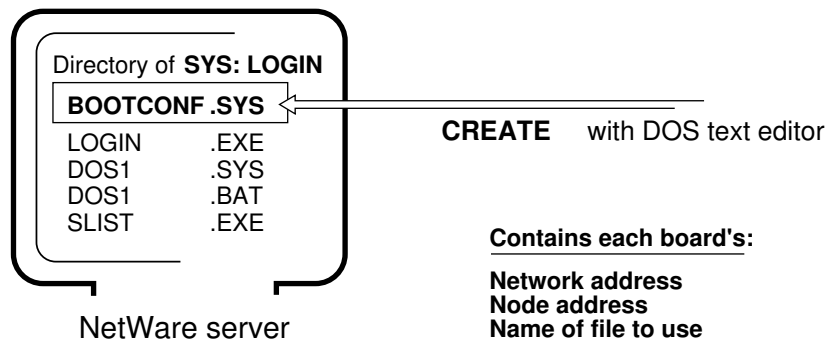 Directory of SYS: LOGIN
BOOTCONF .SYS
LOGIN .EXE
DOS1 .SYS
DOS1 .BAT
SLIST .EXE
CREATE with DOS text editor
Contains each board's:
Network address
Node address
Name of file to use
NetWare server